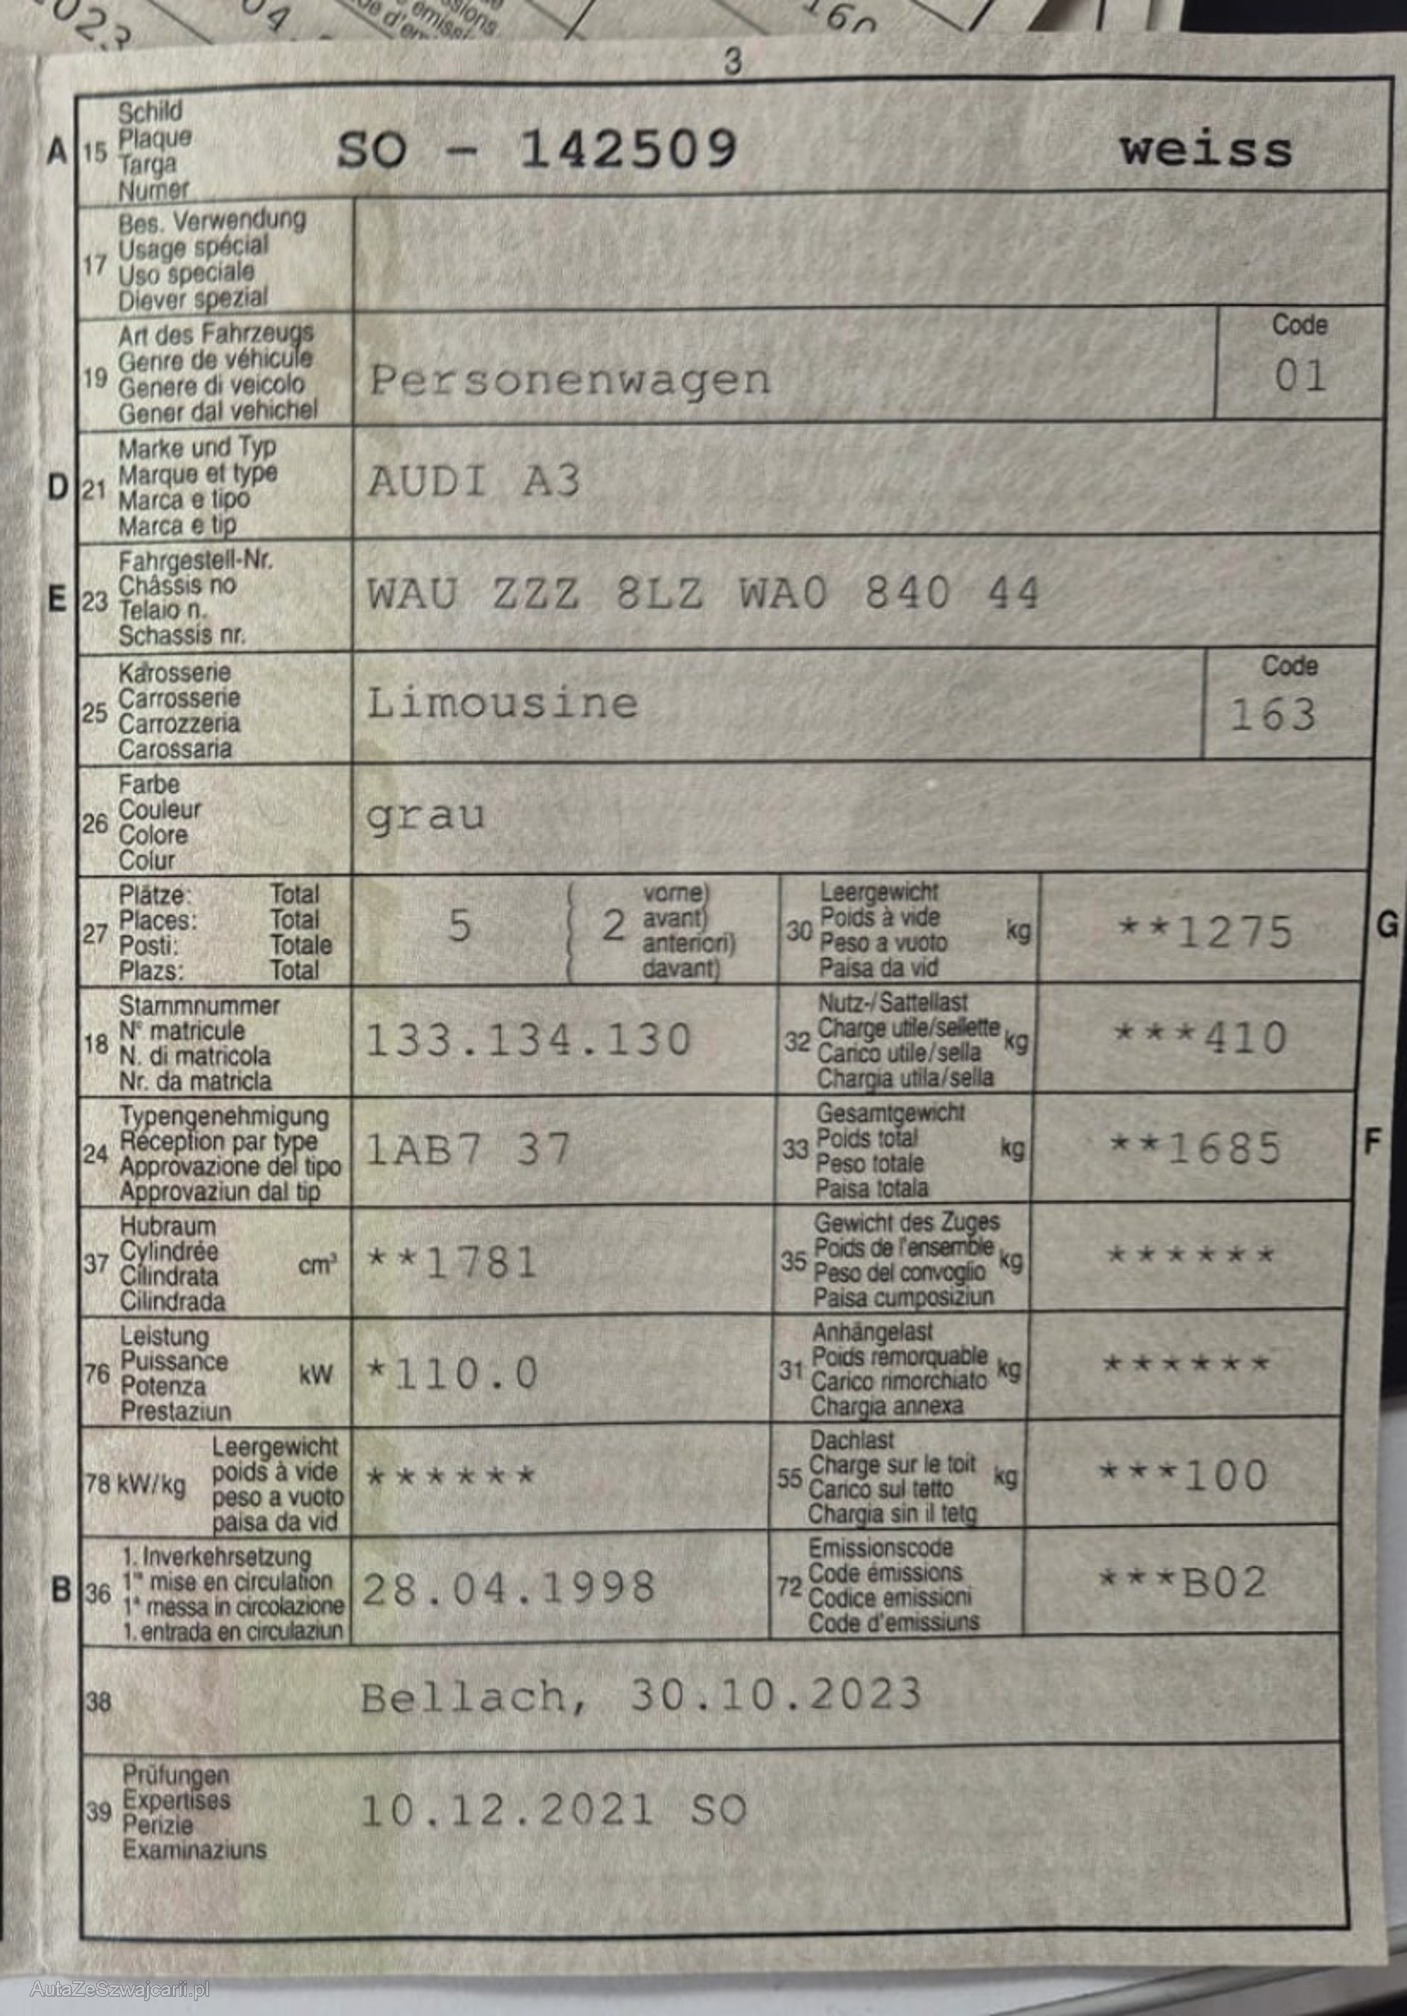 023
04
160
3
A 15 Schild
Plaque
Targa
Numer
SO - 142509 weiss
17 Bes. Verwendung
Usage spécial
Uso speciale
Diever spezial
19 Art des Fahrzeugs
Genre de véhicule
Genere di veicolo
Gener dal vehichel
Personenwagen
Code
01
D 21 Marke und Typ
Marque et type
Marca e tipo
Marca e tip
AUDI A3
E 23 Fahrgestell-Nr.
Châssis no
Telaio n.
Schassis nr.
WAU ZZZ 8LZ WA0 840 44
25 Karosserie
Carrosserie
Carrozzeria
Carossaria
Limousine
Code
163
26 Farbe
Couleur
Colore
Colur
grau
27 Plätze: Total
Places: Total
Posti: Totale
Plazs: Total
5 ( 2 vorne)
avant)
anteriori)
davant)
30 Leergewicht
Poids à vide
Peso a vuoto
Paisa da vid
kg
**1275
G
18 Stammnummer
N° matricule
N. di matricola
Nr. da matricla
133.134.130
32 Nutz-/Sattellast
Charge utile/sellette
Carico utile/sella
Chargia utila/sella
kg
***410
24 Typengenehmigung
Réception par type
Approvazione del tipo
Approvaziun dal tip
1AB7 37
33 Gesamtgewicht
Poids total
Peso totale
Paisa totala
kg
**1685
F
37 Hubraum
Cylindrée
Cilindrata
Cilindrada
cm³
**1781
35 Gewicht des Zuges
Poids de l'ensemble
Peso del convoglio
Paisa cumposiziun
kg
******
76 Leistung
Puissance
Potenza
Prestaziun
kW
*110.0
31 Anhängelast
Poids remorquable
Carico rimorchiato
Chargia annexa
kg
******
78 kW/kg Leergewicht
poids à vide
peso a vuoto
paisa da vid
******
55 Dachlast
Charge sur le toit
Carico sul tetto
Chargia sin il tetg
kg
***100
B 36 1. Inverkehrsetzung
1re mise en circulation
1a messa in circolazione
1. entrada en circulaziun
28.04.1998
72 Emissionscode
Code émissions
Codice emissioni
Code d'emissiuns
***B02
38 Bellach, 30.10.2023
39 Prüfungen
Expertises
Perizie
Examinaziuns
10.12.2021 SO
AutaZeSzwajcarii.pl